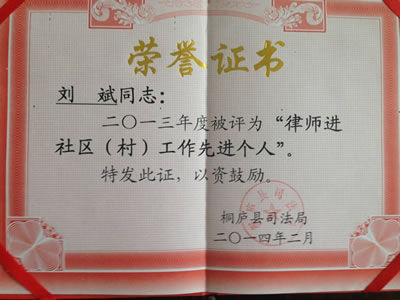 荣誉证书
刘 斌同志：
二〇一三年度被评为“律师进
社区（村）工作先进个人”。
特发此证，以资鼓励。
桐庐县司法局
二〇一四年二月